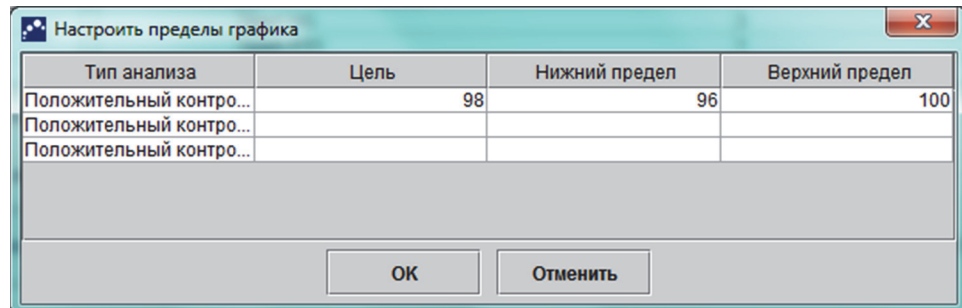 Настроить пределы графика
Тип анализа Цель Нижний предел Верхний предел
Положительный контро... 98 96 100
Положительный контро...
Положительный контро...
OK Отменить